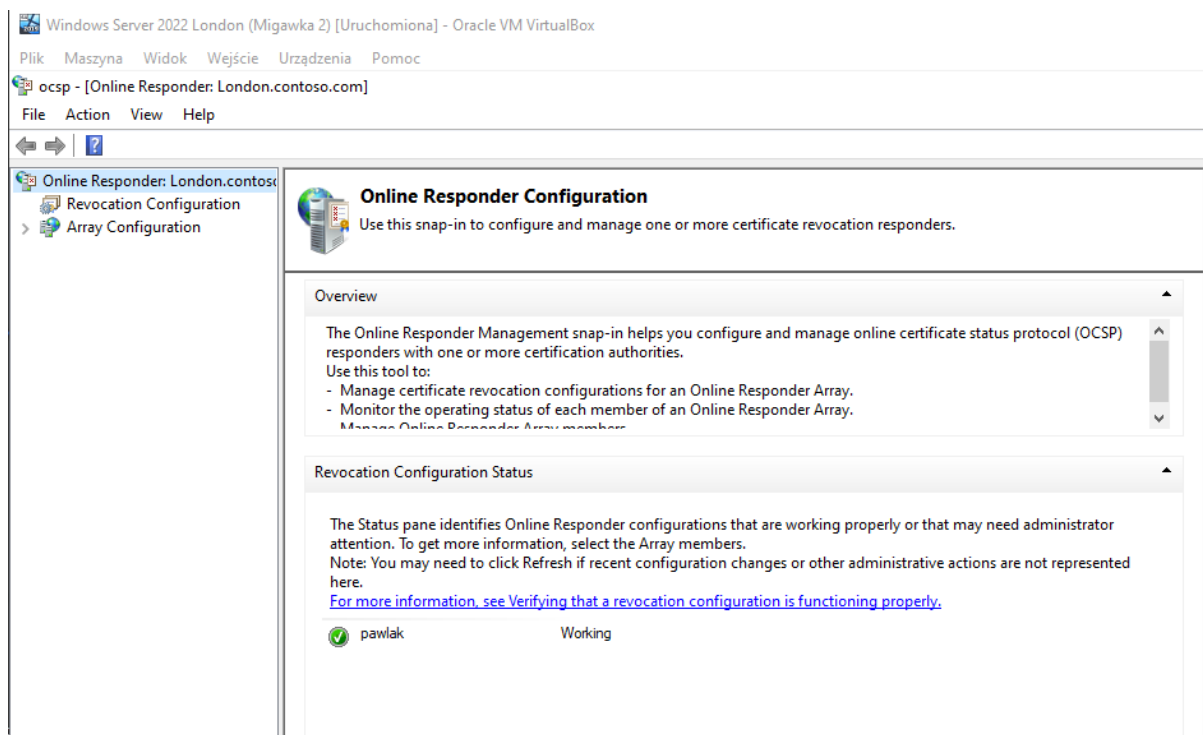 Windows Server 2022 London (Migawka 2) [Uruchomiona] - Oracle VM VirtualBox
Plik Maszyna Widok Wejście Urządzenia Pomoc
ocsp - [Online Responder: London.contoso.com]
File Action View Help
Online Responder: London.contoso
Revocation Configuration
Array Configuration
Online Responder Configuration
Use this snap-in to configure and manage one or more certificate revocation responders.
Overview
The Online Responder Management snap-in helps you configure and manage online certificate status protocol (OCSP)
responders with one or more certification authorities.
Use this tool to:
- Manage certificate revocation configurations for an Online Responder Array.
- Monitor the operating status of each member of an Online Responder Array.
- Manage Online Responder Array members
Revocation Configuration Status
The Status pane identifies Online Responder configurations that are working properly or that may need administrator
attention. To get more information, select the Array members.
Note: You may need to click Refresh if recent configuration changes or other administrative actions are not represented
here.
For more information, see Verifying that a revocation configuration is functioning properly.
pawlak Working